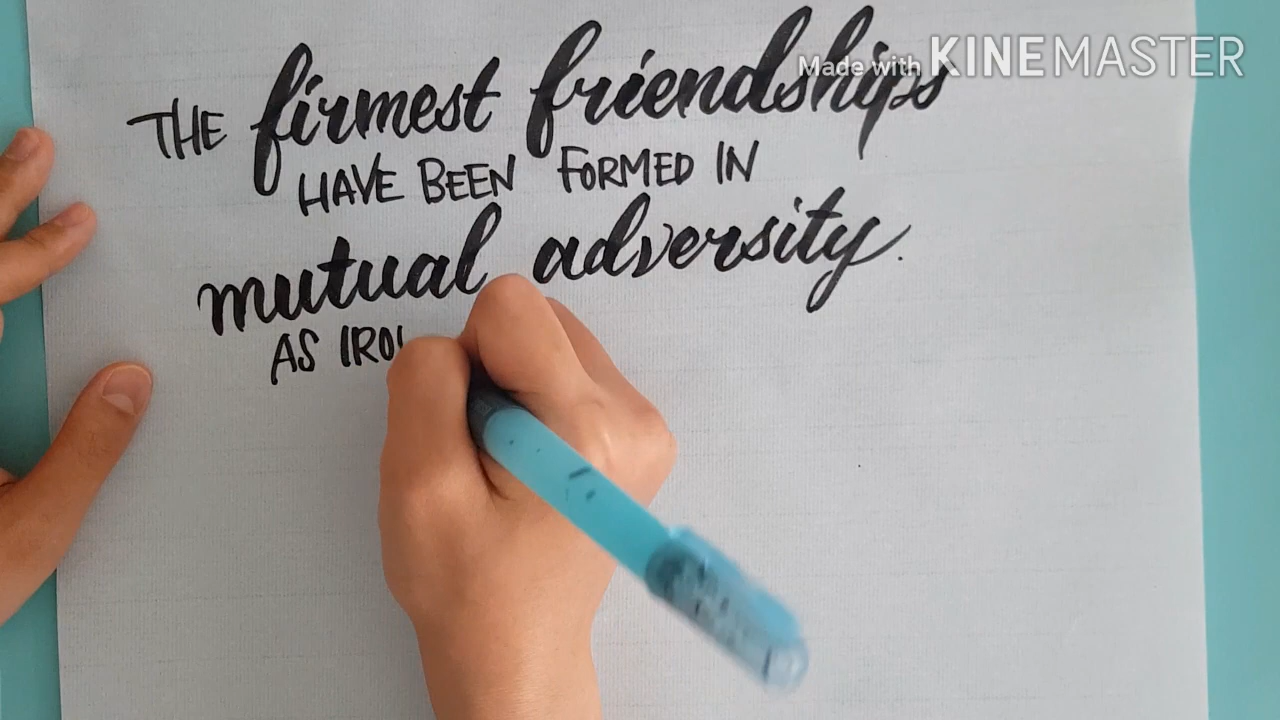 Made with KINEMASTER
THE firmest friendships
HAVE BEEN FORMED IN
mutual adversity.
AS